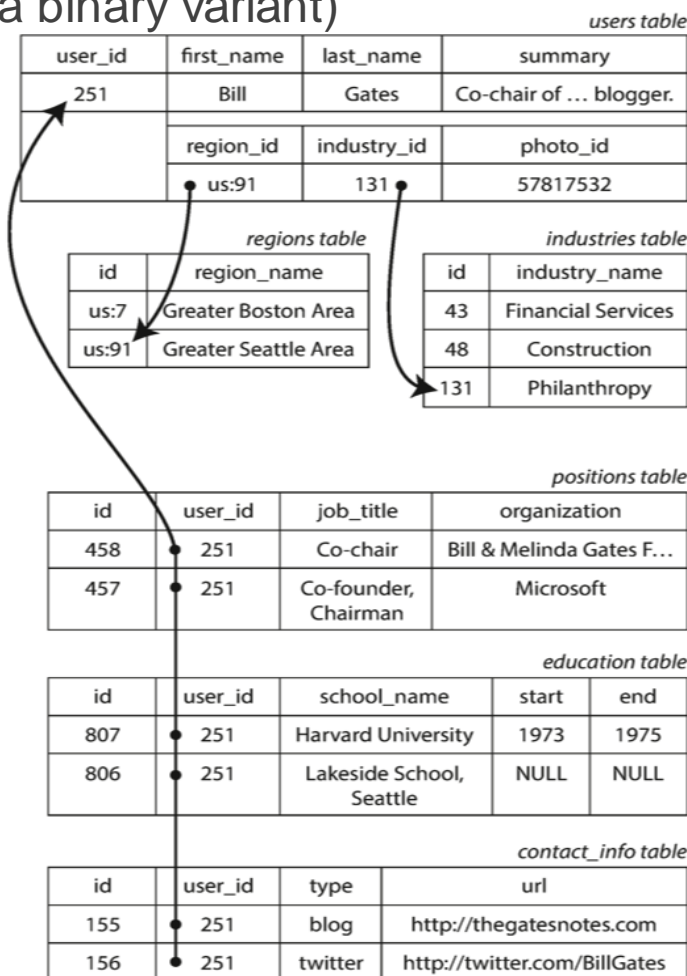 a binary variant)
users table
user_id first_name last_name summary
251 Bill Gates Co-chair of … blogger.
region_id industry_id photo_id
us:91 131 57817532
regions table industries table
id region_name id industry_name
us:7 Greater Boston Area 43 Financial Services
us:91 Greater Seattle Area 48 Construction
131 Philanthropy
positions table
id user_id job_title organization
458 251 Co-chair Bill & Melinda Gates F…
457 251 Co-founder, Microsoft
Chairman
education table
id user_id school_name start end
807 251 Harvard University 1973 1975
806 251 Lakeside School, NULL NULL
Seattle
contact_info table
id user_id type url
155 251 blog http://thegatesnotes.com
156 251 twitter http://twitter.com/BillGates